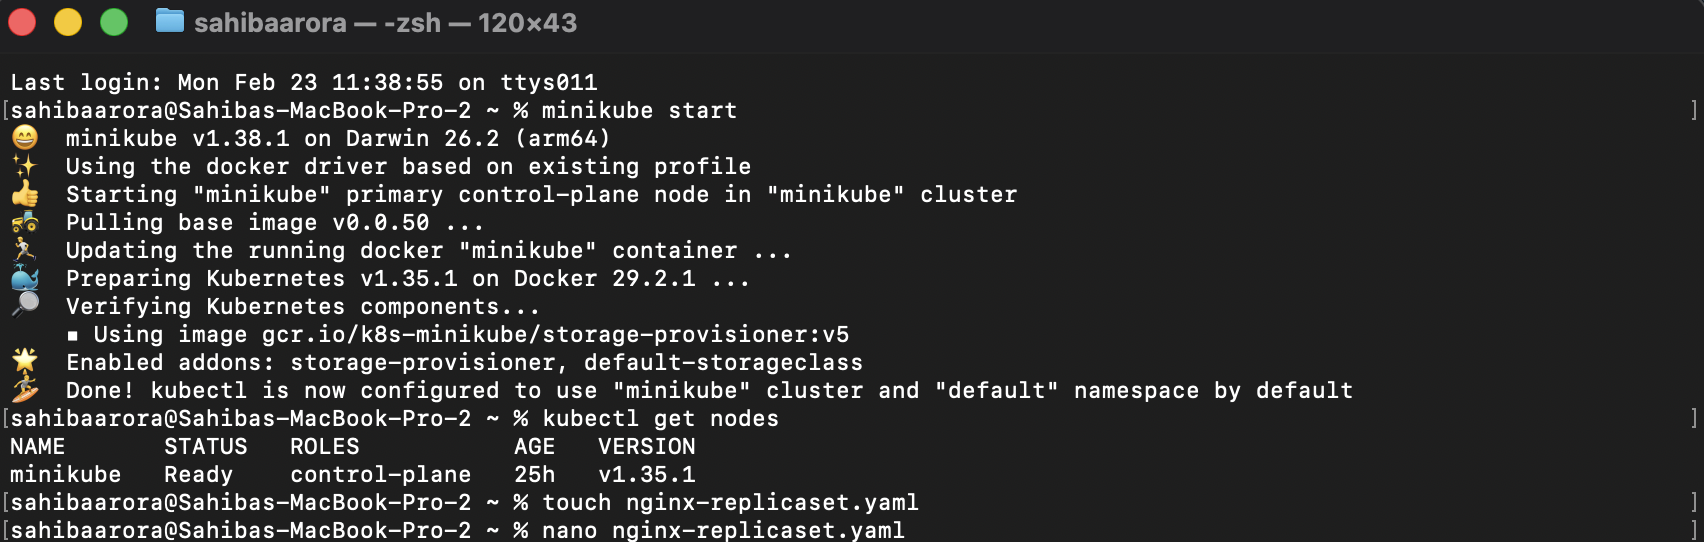 sahibaarora — -zsh — 120×43
Last login: Mon Feb 23 11:38:55 on ttys011
[sahibaarora@Sahibas-MacBook-Pro-2 ~ % minikube start ]
😄  minikube v1.38.1 on Darwin 26.2 (arm64)
✨  Using the docker driver based on existing profile
👍  Starting "minikube" primary control-plane node in "minikube" cluster
🚜  Pulling base image v0.0.50 ...
🏃  Updating the running docker "minikube" container ...
🐳  Preparing Kubernetes v1.35.1 on Docker 29.2.1 ...
🔎  Verifying Kubernetes components...
    ▪ Using image gcr.io/k8s-minikube/storage-provisioner:v5
🌟  Enabled addons: storage-provisioner, default-storageclass
🏄  Done! kubectl is now configured to use "minikube" cluster and "default" namespace by default
[sahibaarora@Sahibas-MacBook-Pro-2 ~ % kubectl get nodes ]
NAME       STATUS   ROLES           AGE   VERSION
minikube   Ready    control-plane   25h   v1.35.1
[sahibaarora@Sahibas-MacBook-Pro-2 ~ % touch nginx-replicaset.yaml ]
[sahibaarora@Sahibas-MacBook-Pro-2 ~ % nano nginx-replicaset.yaml ]